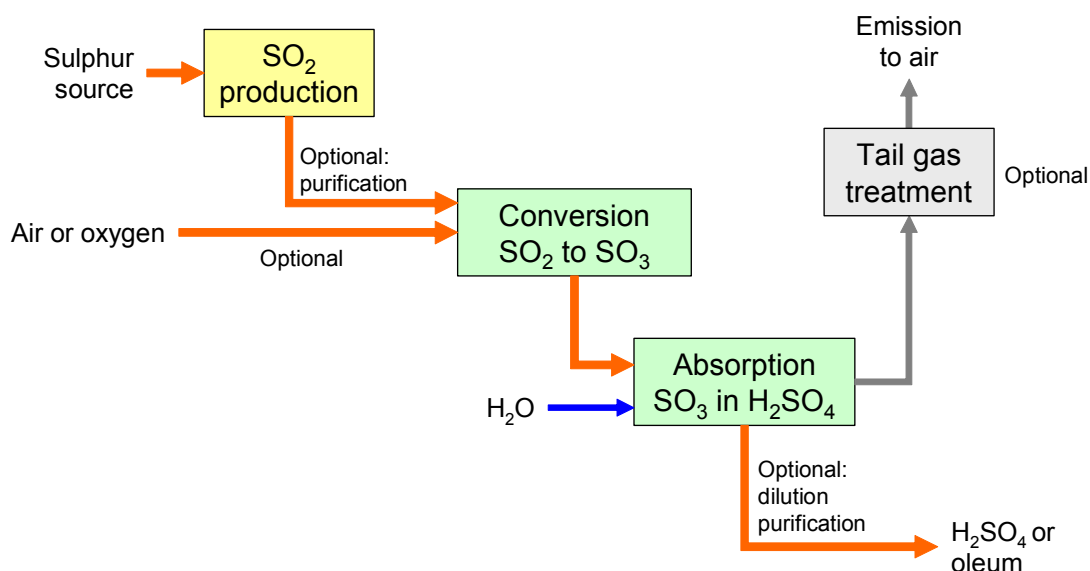 Sulphur
source
SO₂
production
Optional:
purification
Air or oxygen
Optional
Conversion
SO₂ to SO₃
Emission
to air
Tail gas
treatment
Optional
H₂O
Absorption
SO₃ in H₂SO₄
Optional:
dilution
purification
H₂SO₄ or
oleum